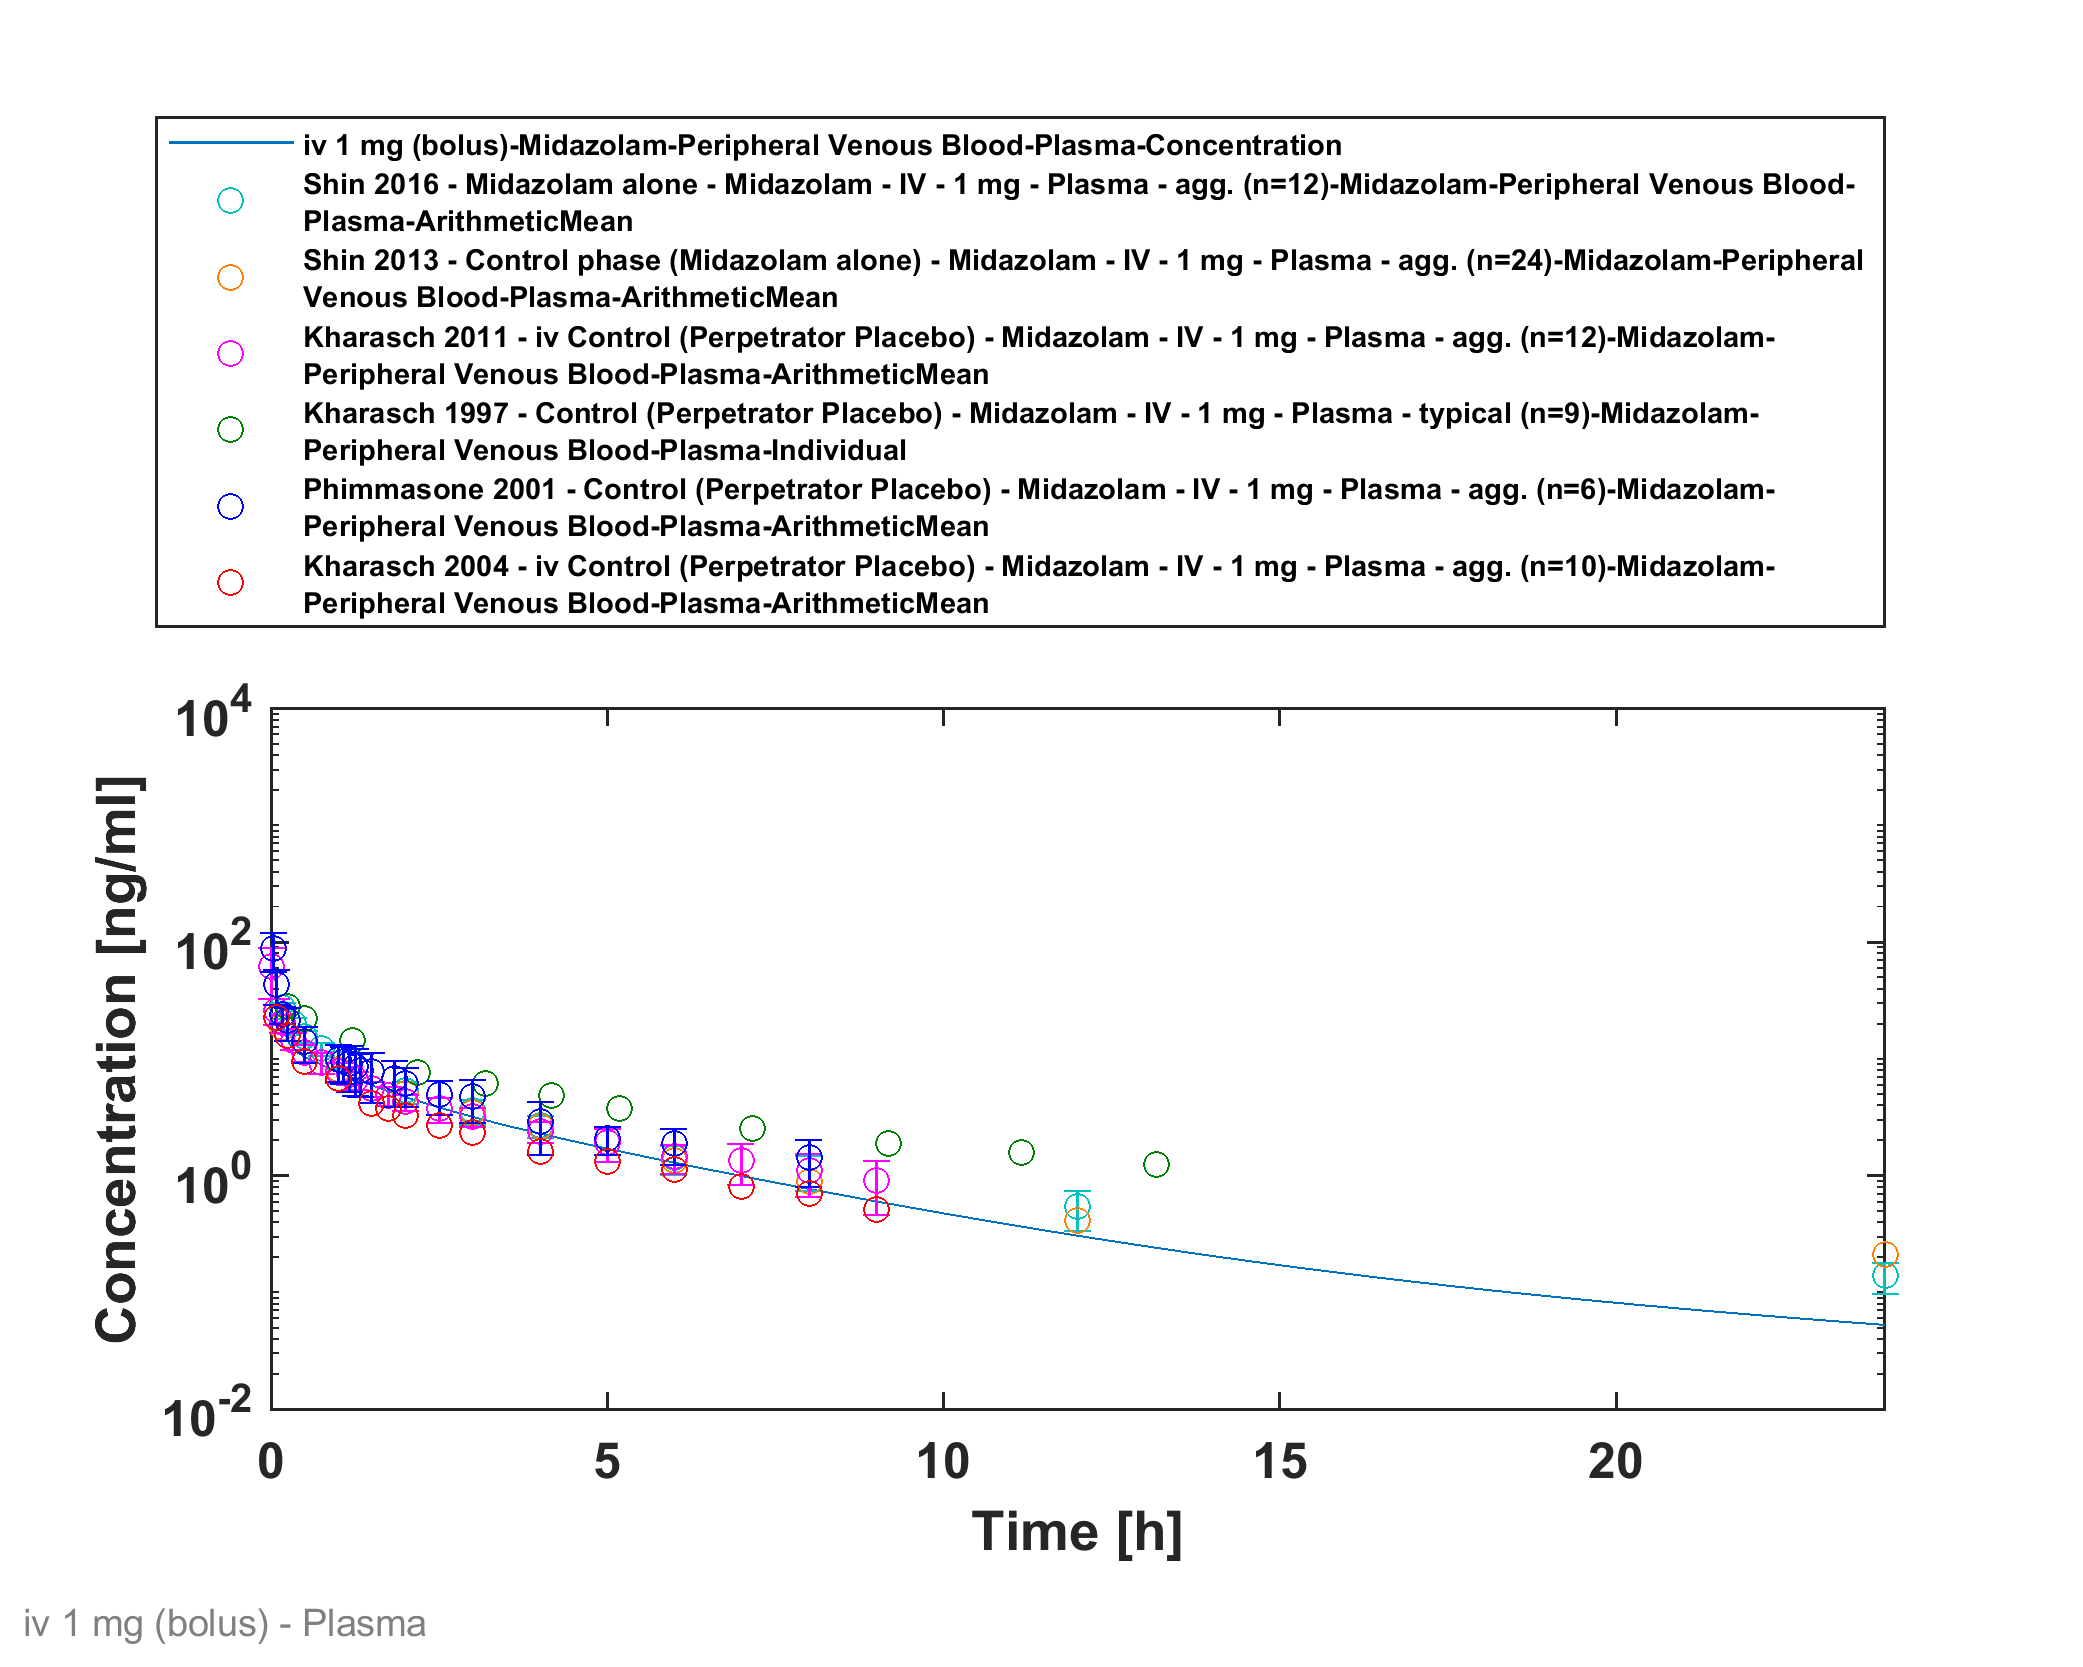 iv 1 mg (bolus)-Midazolam-Peripheral Venous Blood-Plasma-Concentration
Shin 2016 - Midazolam alone - Midazolam - IV - 1 mg - Plasma - agg. (n=12)-Midazolam-Peripheral Venous Blood-
Plasma-ArithmeticMean
Shin 2013 - Control phase (Midazolam alone) - Midazolam - IV - 1 mg - Plasma - agg. (n=24)-Midazolam-Peripheral
Venous Blood-Plasma-ArithmeticMean
Kharasch 2011 - iv Control (Perpetrator Placebo) - Midazolam - IV - 1 mg - Plasma - agg. (n=12)-Midazolam-
Peripheral Venous Blood-Plasma-ArithmeticMean
Kharasch 1997 - Control (Perpetrator Placebo) - Midazolam - IV - 1 mg - Plasma - typical (n=9)-Midazolam-
Peripheral Venous Blood-Plasma-Individual
Phimmasone 2001 - Control (Perpetrator Placebo) - Midazolam - IV - 1 mg - Plasma - agg. (n=6)-Midazolam-
Peripheral Venous Blood-Plasma-ArithmeticMean
Kharasch 2004 - iv Control (Perpetrator Placebo) - Midazolam - IV - 1 mg - Plasma - agg. (n=10)-Midazolam-
Peripheral Venous Blood-Plasma-ArithmeticMean
10^4
10^2
10^0
10^-2
Concentration [ng/ml]
0 5 10 15 20
Time [h]
iv 1 mg (bolus) - Plasma